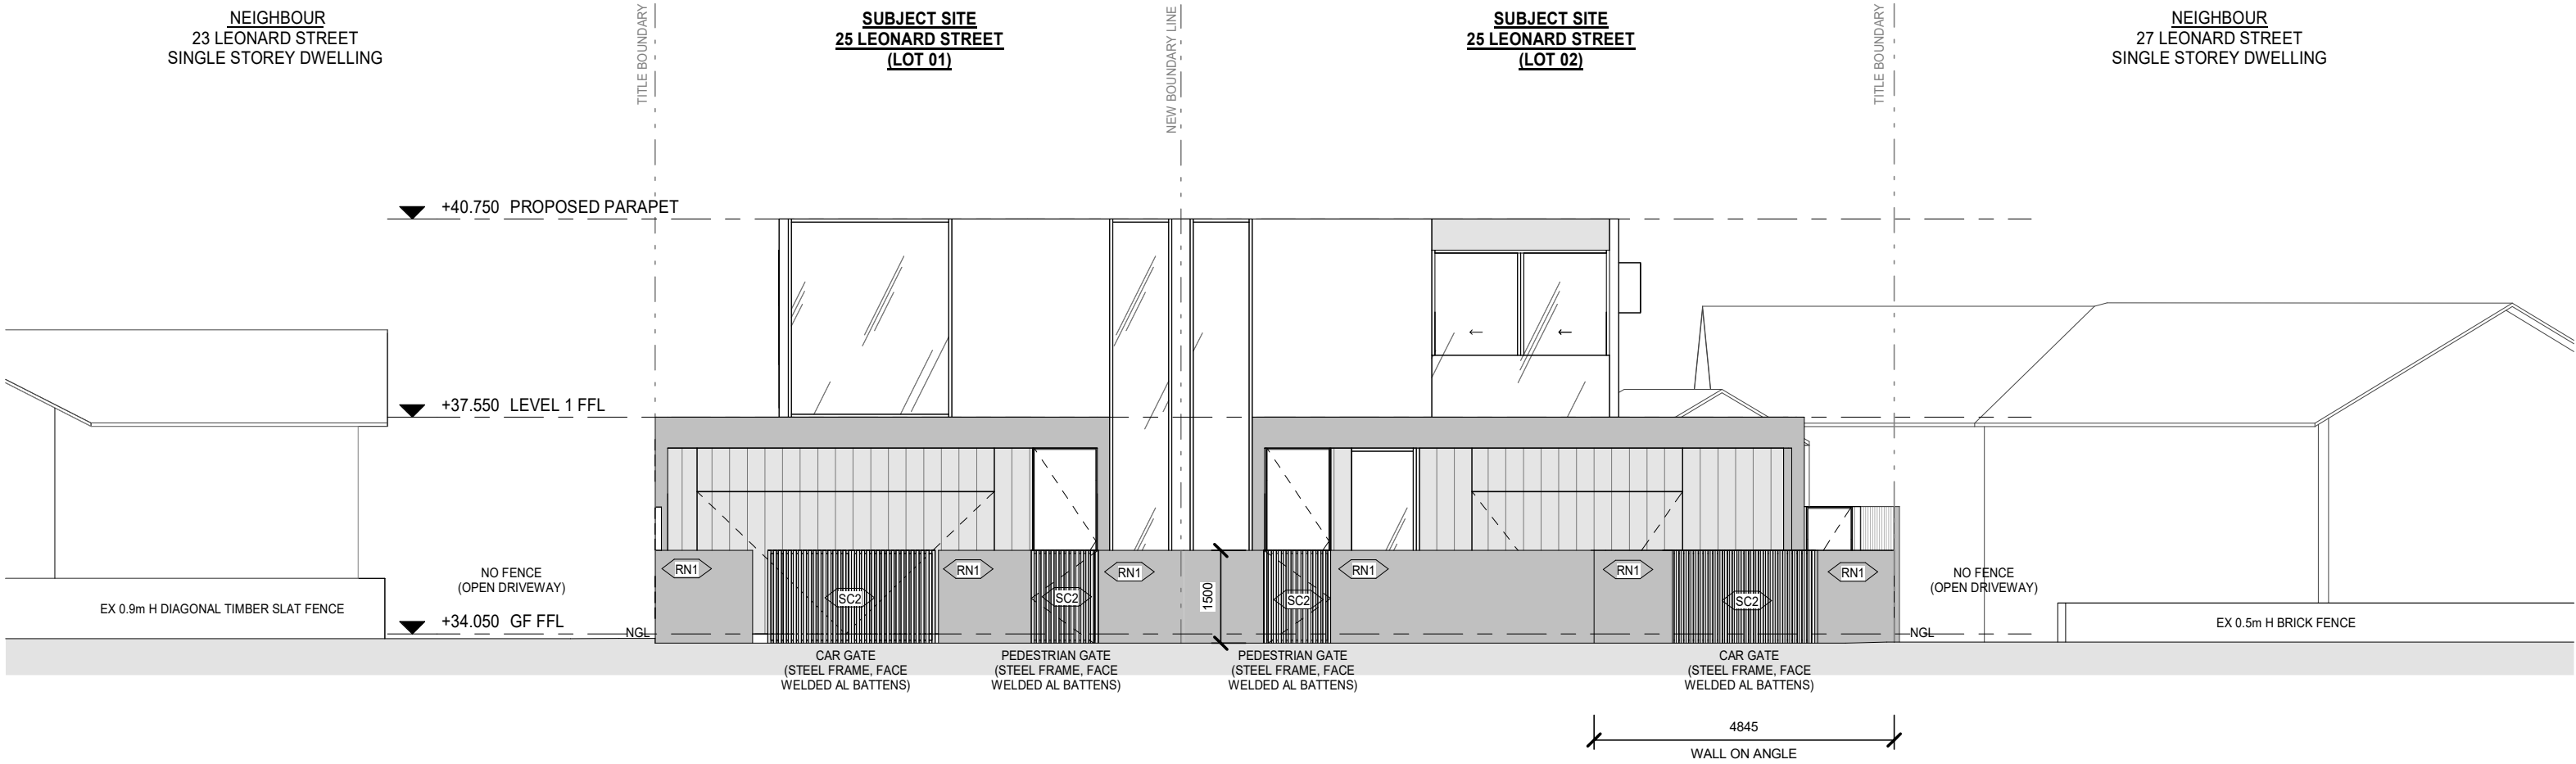 NEIGHBOUR
23 LEONARD STREET
SINGLE STOREY DWELLING
TITLE BOUNDARY
SUBJECT SITE
25 LEONARD STREET
(LOT 01)
NEW BOUNDARY LINE
SUBJECT SITE
25 LEONARD STREET
(LOT 02)
TITLE BOUNDARY
NEIGHBOUR
27 LEONARD STREET
SINGLE STOREY DWELLING
+40.750 PROPOSED PARAPET
+37.550 LEVEL 1 FFL
NO FENCE
(OPEN DRIVEWAY)
EX 0.9m H DIAGONAL TIMBER SLAT FENCE
+34.050 GF FFL
NGL
RN1
SC2
RN1
SC2
RN1
1500
SC2
RN1
RN1
SC2
RN1
NO FENCE
(OPEN DRIVEWAY)
EX 0.5m H BRICK FENCE
NGL
CAR GATE
(STEEL FRAME, FACE
WELDED AL BATTENS)
PEDESTRIAN GATE
(STEEL FRAME, FACE
WELDED AL BATTENS)
PEDESTRIAN GATE
(STEEL FRAME, FACE
WELDED AL BATTENS)
CAR GATE
(STEEL FRAME, FACE
WELDED AL BATTENS)
4845
WALL ON ANGLE